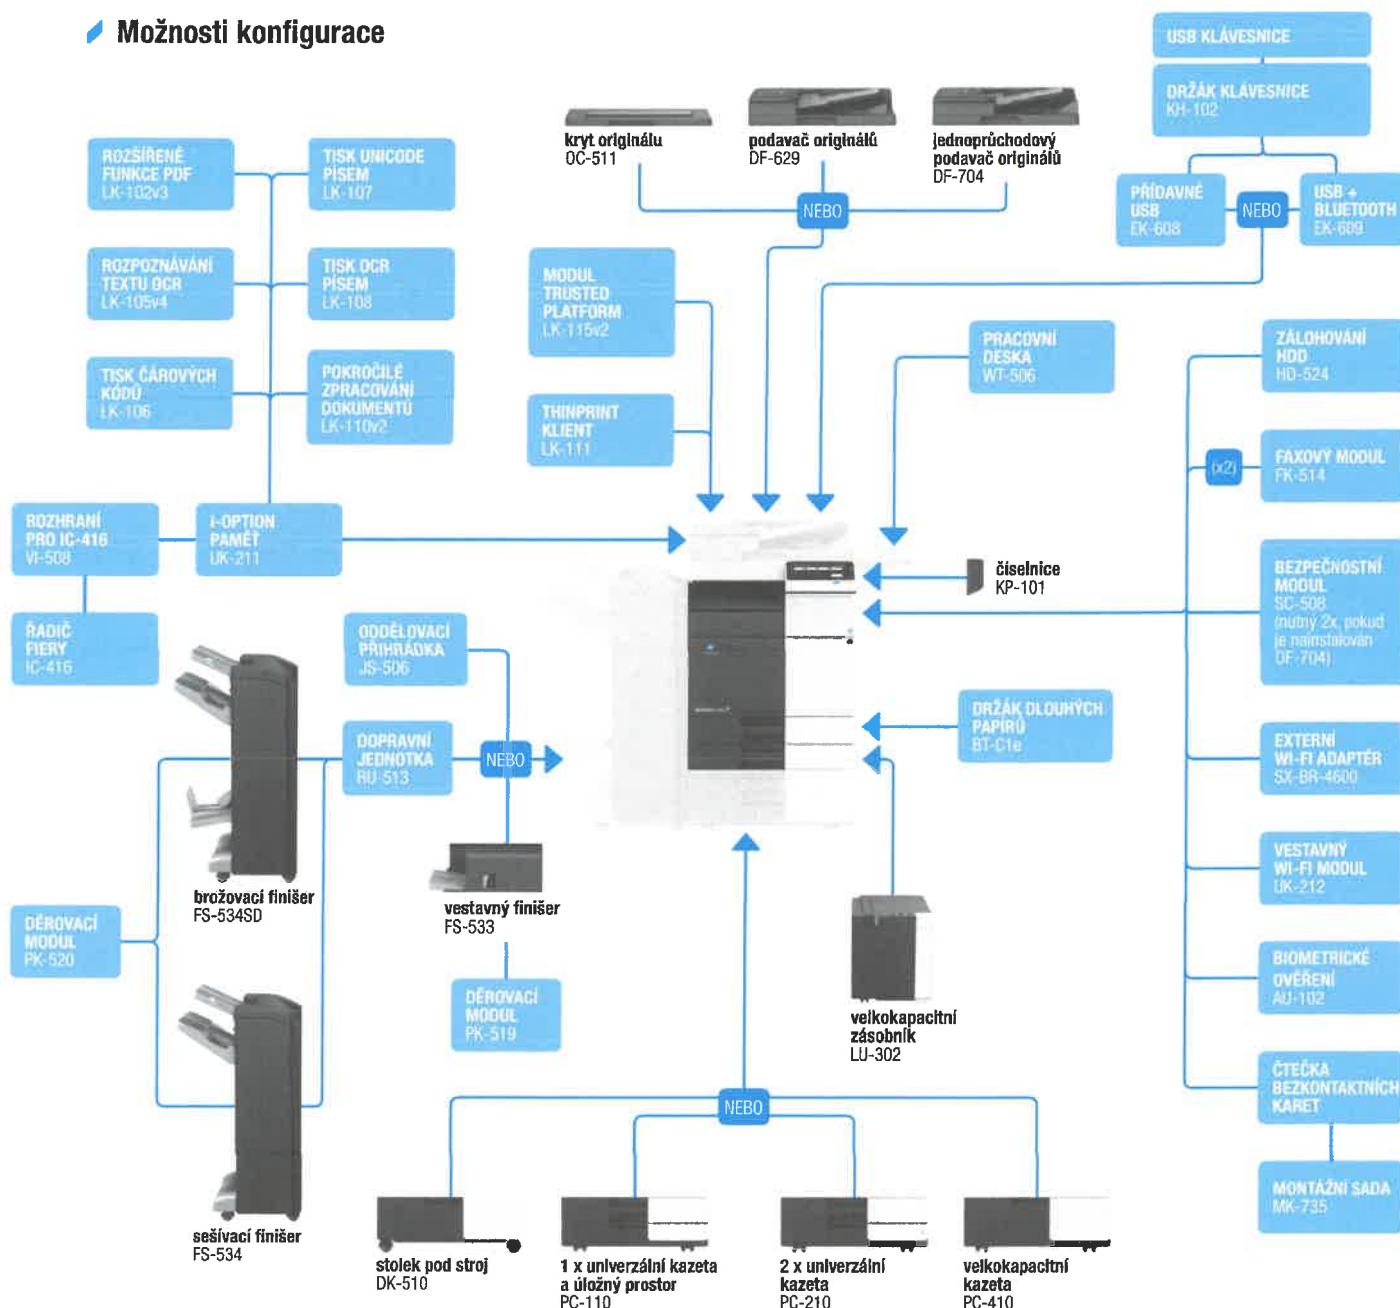 Možnosti konfigurace
USB KLÁVESNICE
DRŽÁK KLÁVESNICE
KH-102
PŘÍDAVNÉ
USB
EK-608
NEBO
USB +
BLUETOOTH
EK-609
kryt originálu
OC-511
podavač originálů
DF-629
jednoprůchodový
podavač originálů
DF-704
NEBO
ROZŠÍŘENÉ
FUNKCE PDF
LK-102v3
TISK UNICODE
PÍSEM
LK-107
ROZPOZNÁVÁNÍ
TEXTU OCR
LK-105v4
TISK OCR
PÍSEM
LK-108
TISK ČÁROVÝCH
KÓDŮ
LK-106
POKROČILÉ
ZPRACOVÁNÍ
DOKUMENTŮ
LK-110v2
MODUL
TRUSTED
PLATFORM
LK-115v2
THINPRINT
KLIENT
LK-111
PRACOVNÍ
DESKA
WT-506
ZÁLOHOVÁNÍ
HDD
HD-524
(x2)
FAXOVÝ MODUL
FK-514
ROZHRANÍ
PRO IC-416
VI-508
I-OPTION
PAMĚŤ
UK-211
ŘADIČ
FIERY
IC-416
číselnice
KP-101
BEZPEČNOSTNÍ
MODUL
SC-508
(nutný 2x, pokud
je nainstalován
DF-704)
ODDĚLOVACÍ
PŘIHRÁDKA
JS-506
DOPRAVNÍ
JEDNOTKA
RU-513
NEBO
DRŽÁK DLOUHÝCH
PAPÍRŮ
BT-C1e
EXTERNÍ
WI-FI ADAPTÉR
SX-BR-4600
VESTAVNÝ
WI-FI MODUL
UK-212
brožovací finišer
FS-534SD
vestavný finišer
FS-533
DĚROVACÍ
MODUL
PK-520
DĚROVACÍ
MODUL
PK-519
velkokapacitní
zásobník
LU-302
BIOMETRICKÉ
OVĚŘENÍ
AU-102
ČTEČKA
BEZKONTAKTNÍCH
KARET
MONTÁŽNÍ SADA
MK-735
NEBO
sešívací finišer
FS-534
stolek pod stroj
DK-510
1 x univerzální kazeta
a úložný prostor
PC-110
2 x univerzální
kazeta
PC-210
velkokapacitní
kazeta
PC-410